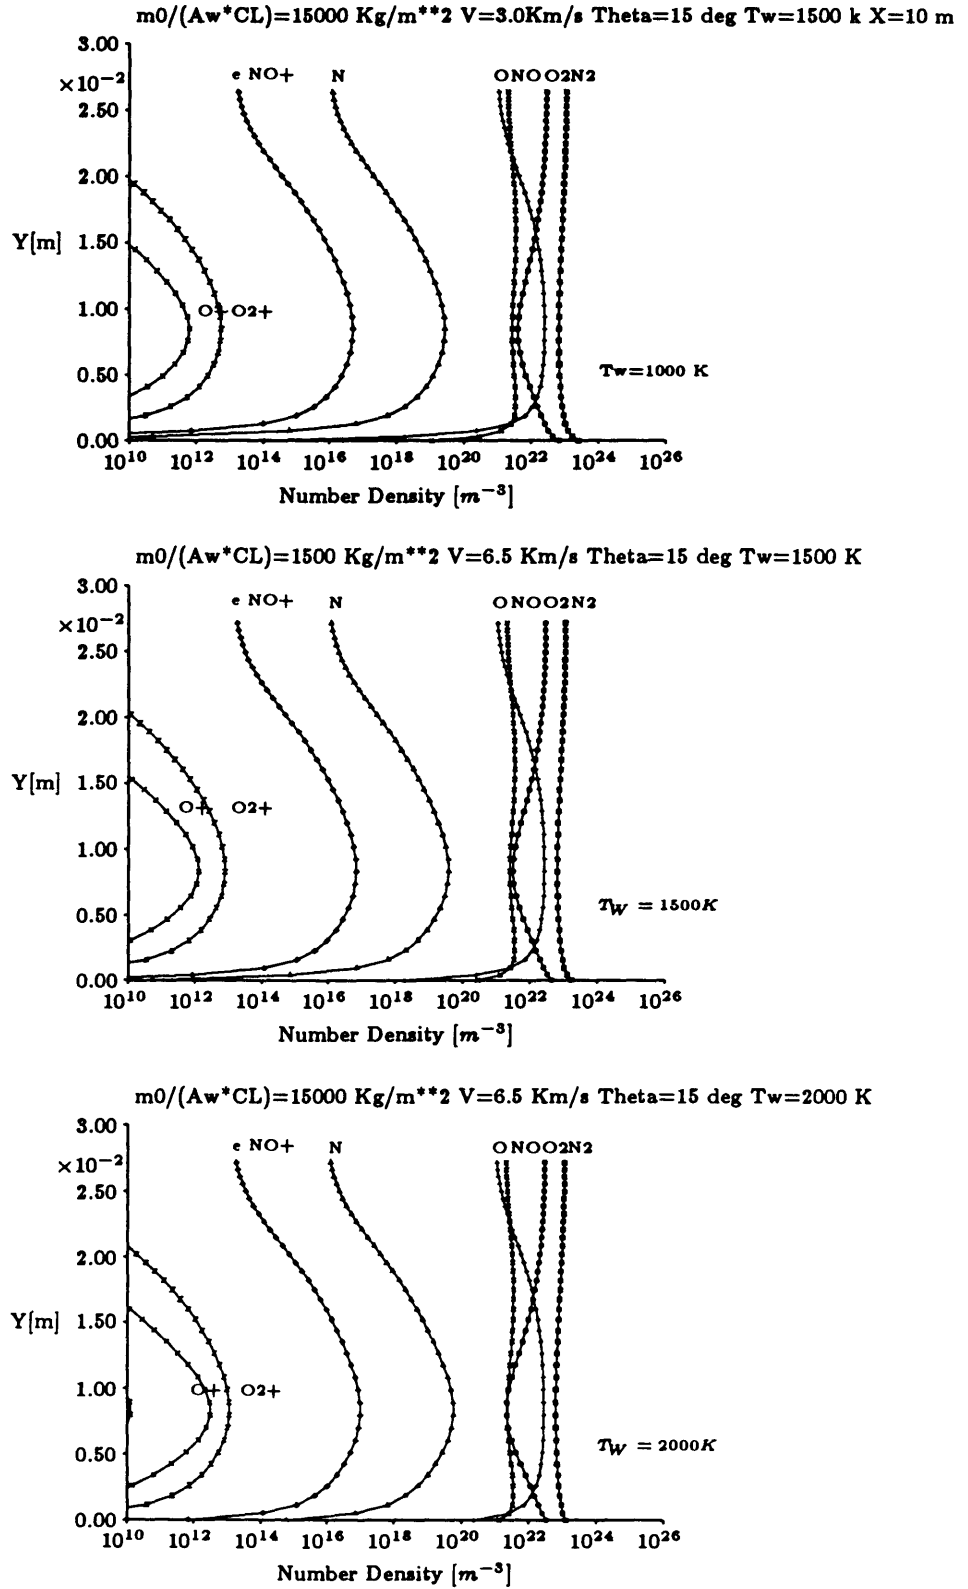 m0/(Aw*CL)=15000 Kg/m**2 V=3.0Km/s Theta=15 deg Tw=1500 k X=10 m
3.00
×10⁻²
e NO+ N O NO O2N2
2.50
2.00
Y[m] 1.50
1.00
O+ O2+
0.50
Tw=1000 K
0.00
10¹⁰ 10¹² 10¹⁴ 10¹⁶ 10¹⁸ 10²⁰ 10²² 10²⁴ 10²⁶
Number Density [m⁻³]
m0/(Aw*CL)=1500 Kg/m**2 V=6.5 Km/s Theta=15 deg Tw=1500 K
3.00
×10⁻²
e NO+ N O NOO2N2
2.50
2.00
Y[m] 1.50
O+ O2+
1.00
0.50
T_W = 1500K
0.00
10¹⁰ 10¹² 10¹⁴ 10¹⁶ 10¹⁸ 10²⁰ 10²² 10²⁴ 10²⁶
Number Density [m⁻³]
m0/(Aw*CL)=15000 Kg/m**2 V=6.5 Km/s Theta=15 deg Tw=2000 K
3.00
×10⁻²
e NO+ N O NOO2N2
2.50
2.00
Y[m] 1.50
1.00
O+ O2+
0.50
T_W = 2000K
0.00
10¹⁰ 10¹² 10¹⁴ 10¹⁶ 10¹⁸ 10²⁰ 10²² 10²⁴ 10²⁶
Number Density [m⁻³]